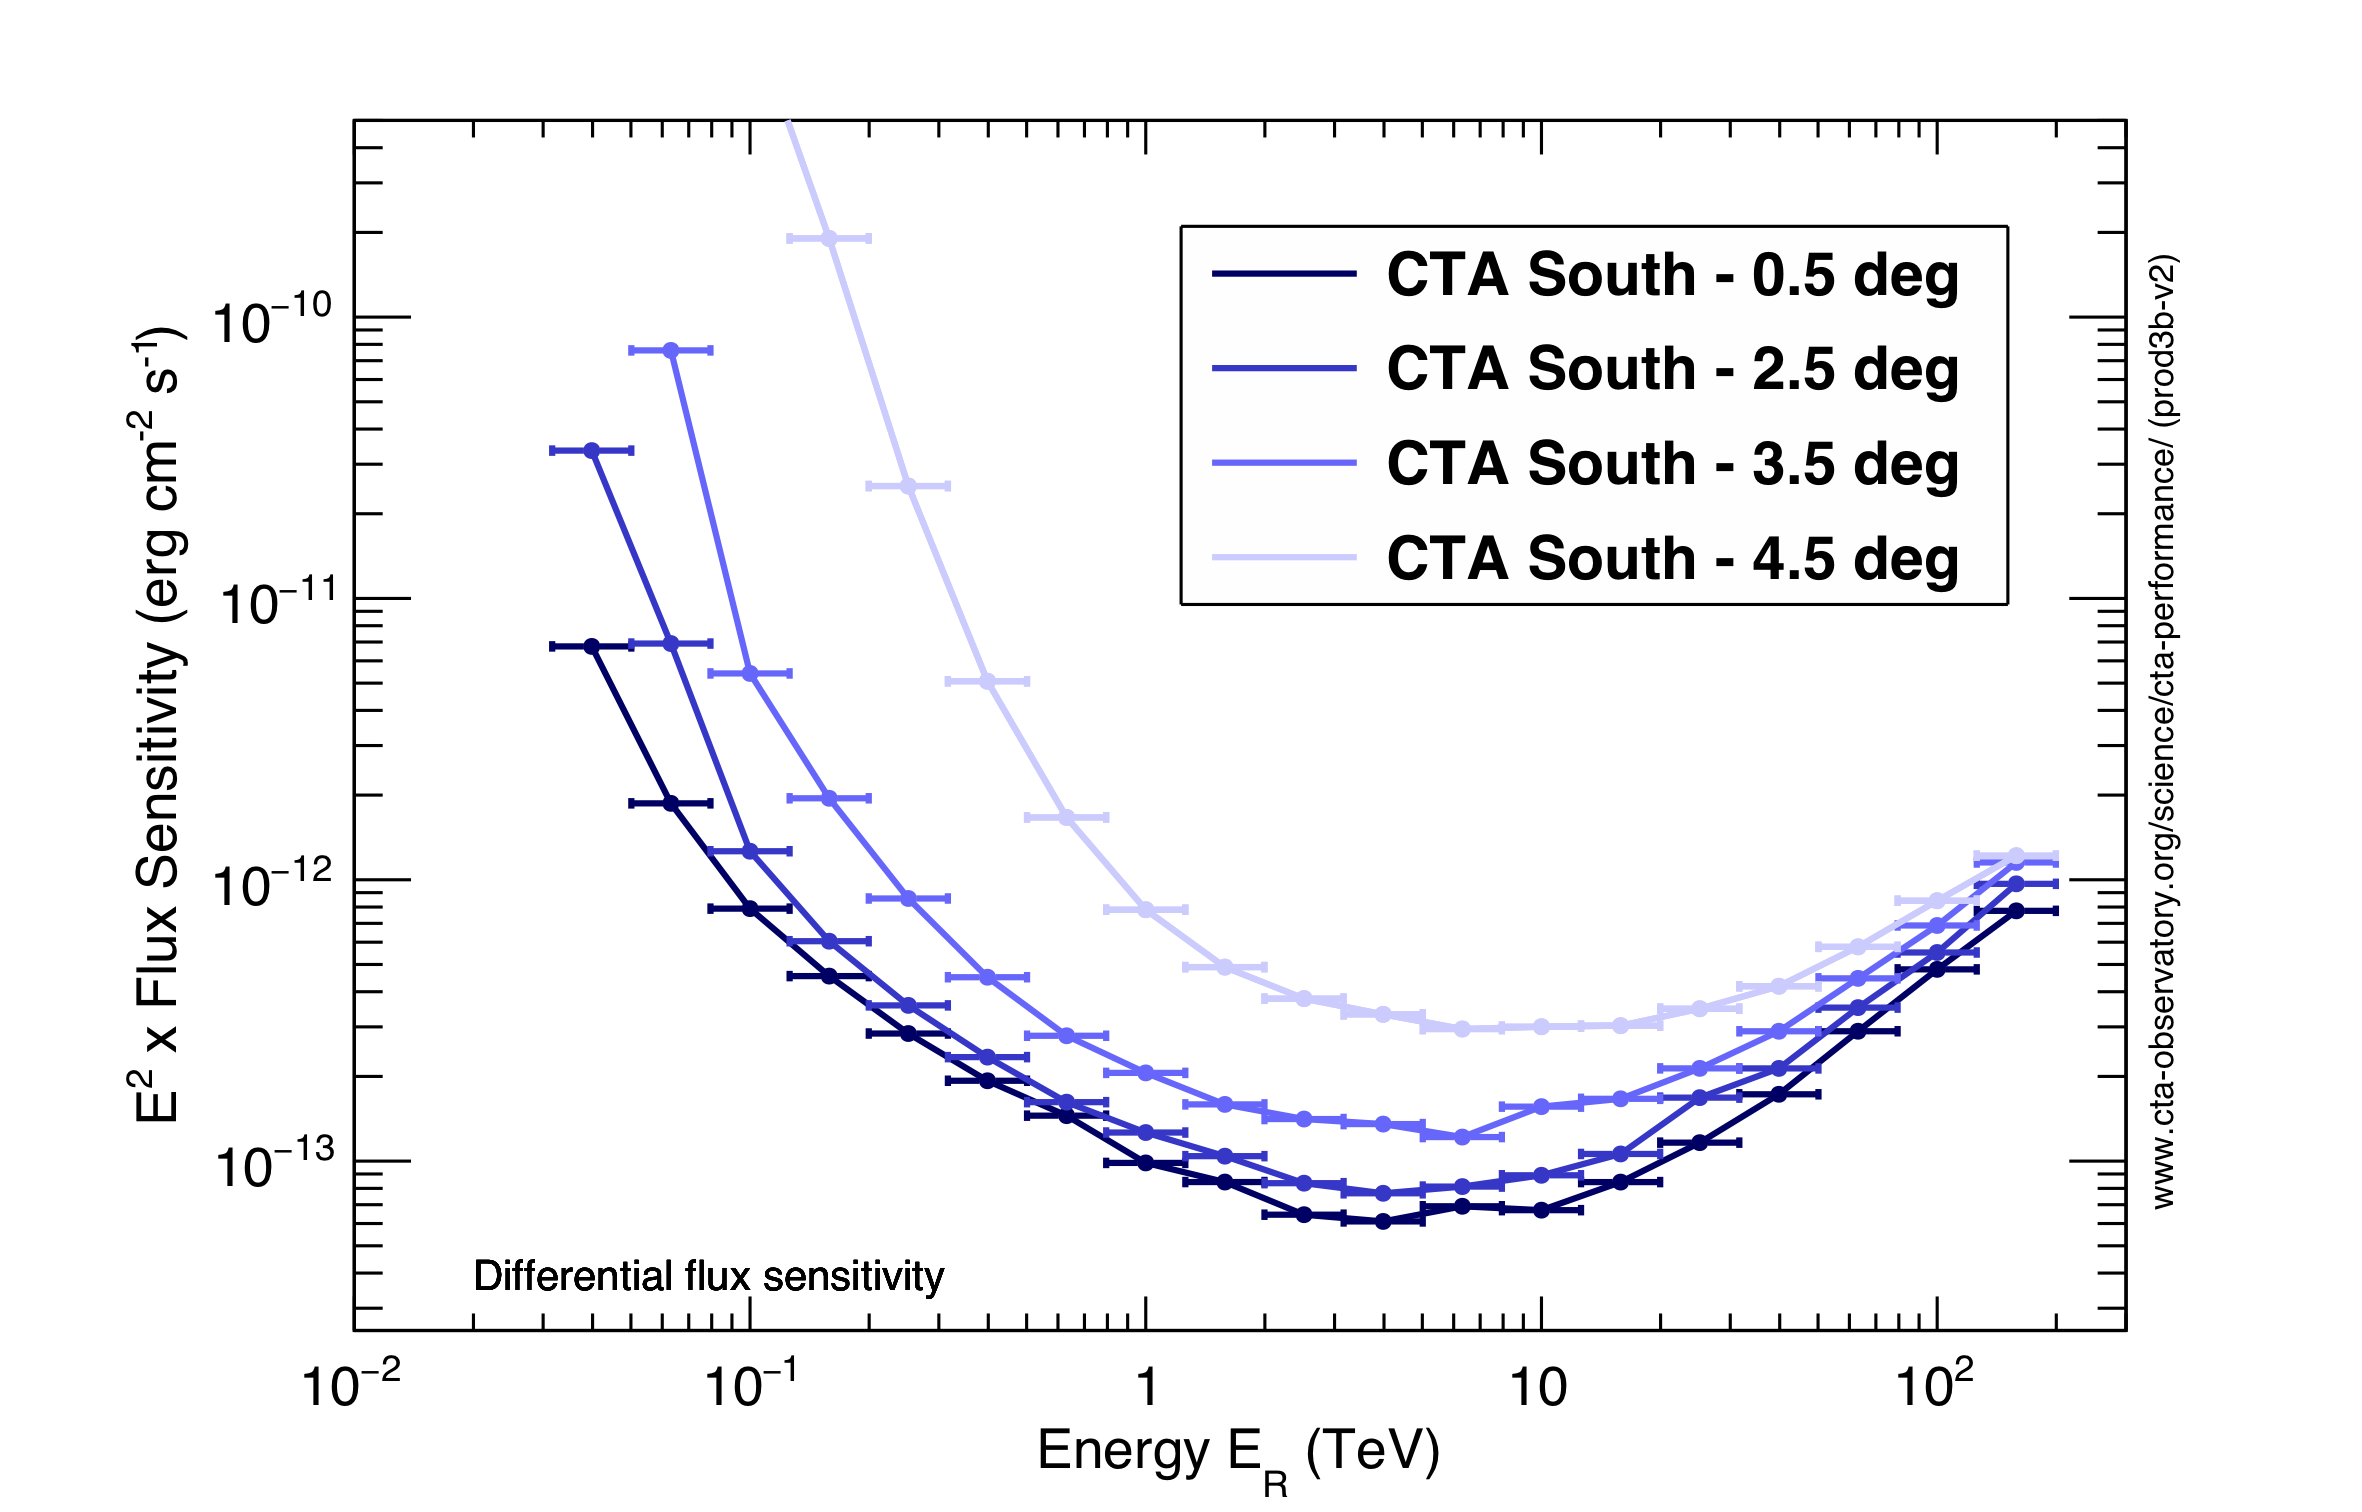 CTA South - 0.5 deg
CTA South - 2.5 deg
CTA South - 3.5 deg
CTA South - 4.5 deg
E² x Flux Sensitivity (erg cm⁻² s⁻¹)
10⁻¹⁰
10⁻¹¹
10⁻¹²
10⁻¹³
Differential flux sensitivity
10⁻² 10⁻¹ 1 10 10²
Energy E_R (TeV)
www.cta-observatory.org/science/cta-performance/ (prod3b-v2)